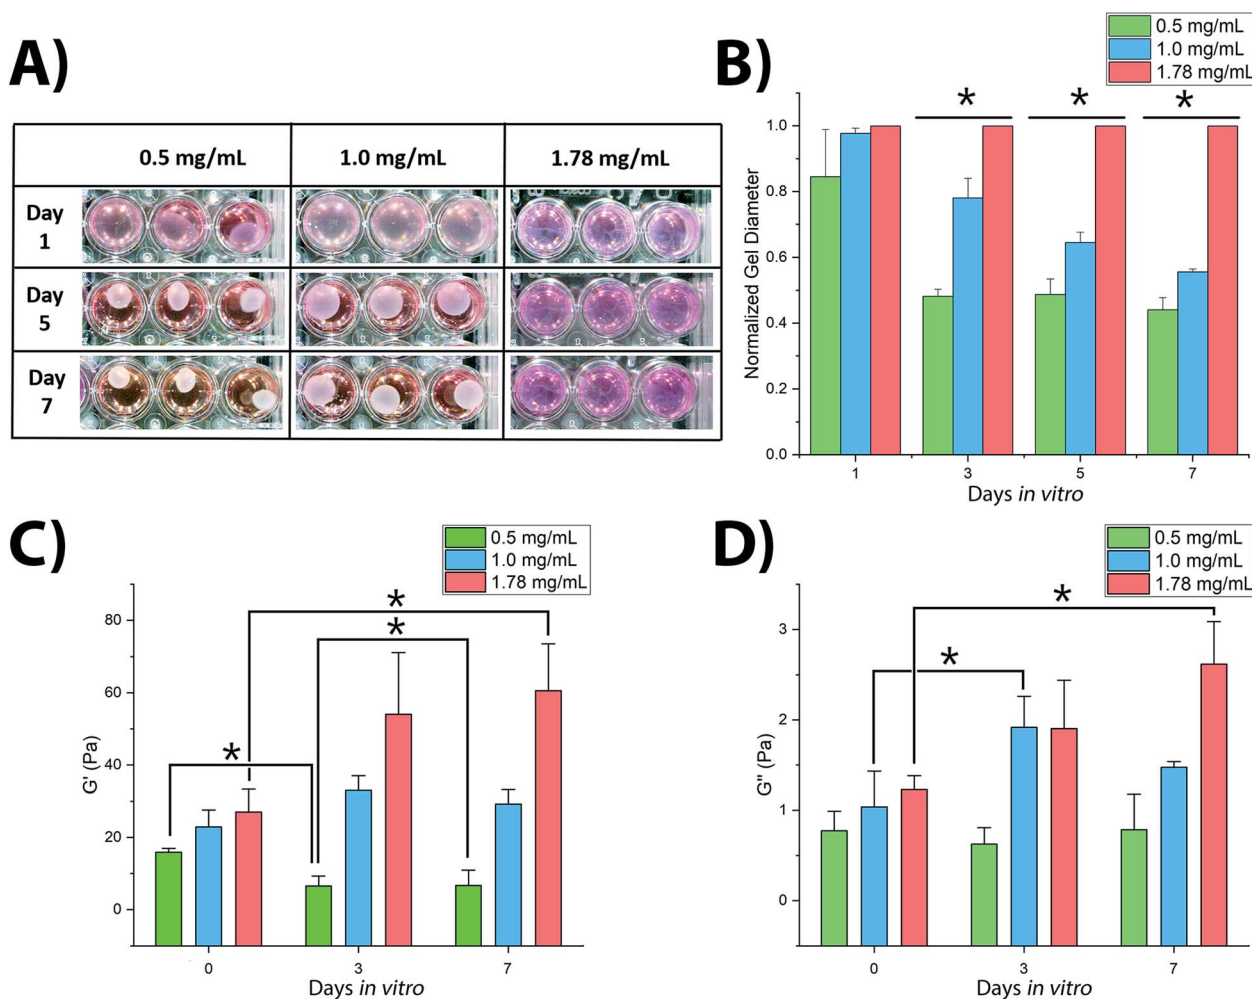 A)
0.5 mg/mL 1.0 mg/mL 1.78 mg/mL
Day
1
Day
5
Day
7
B)
0.5 mg/mL
1.0 mg/mL
1.78 mg/mL
* * *
Normalized Gel Diameter
1.0
0.8
0.6
0.4
0.2
0.0
1 3 5 7
Days in vitro
C)
0.5 mg/mL
1.0 mg/mL
1.78 mg/mL
*
*
*
G' (Pa)
80
60
40
20
0
0 3 7
Days in vitro
D)
0.5 mg/mL
1.0 mg/mL
1.78 mg/mL
*
*
G" (Pa)
3
2
1
0
0 3 7
Days in vitro